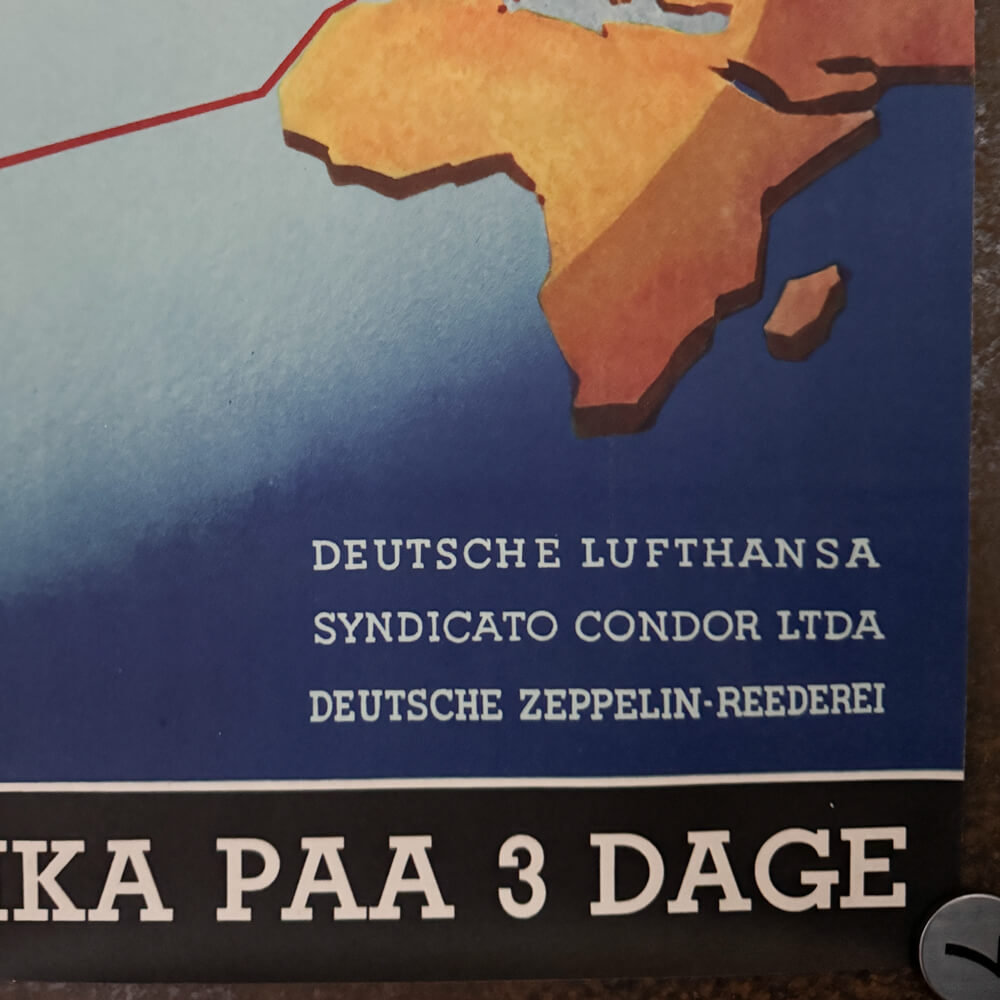 DEUTSCHE LUFTHANSA
SYNDICATO CONDOR LTDA
DEUTSCHE ZEPPELIN-REEDEREI
IKA PAA 3 DAGE